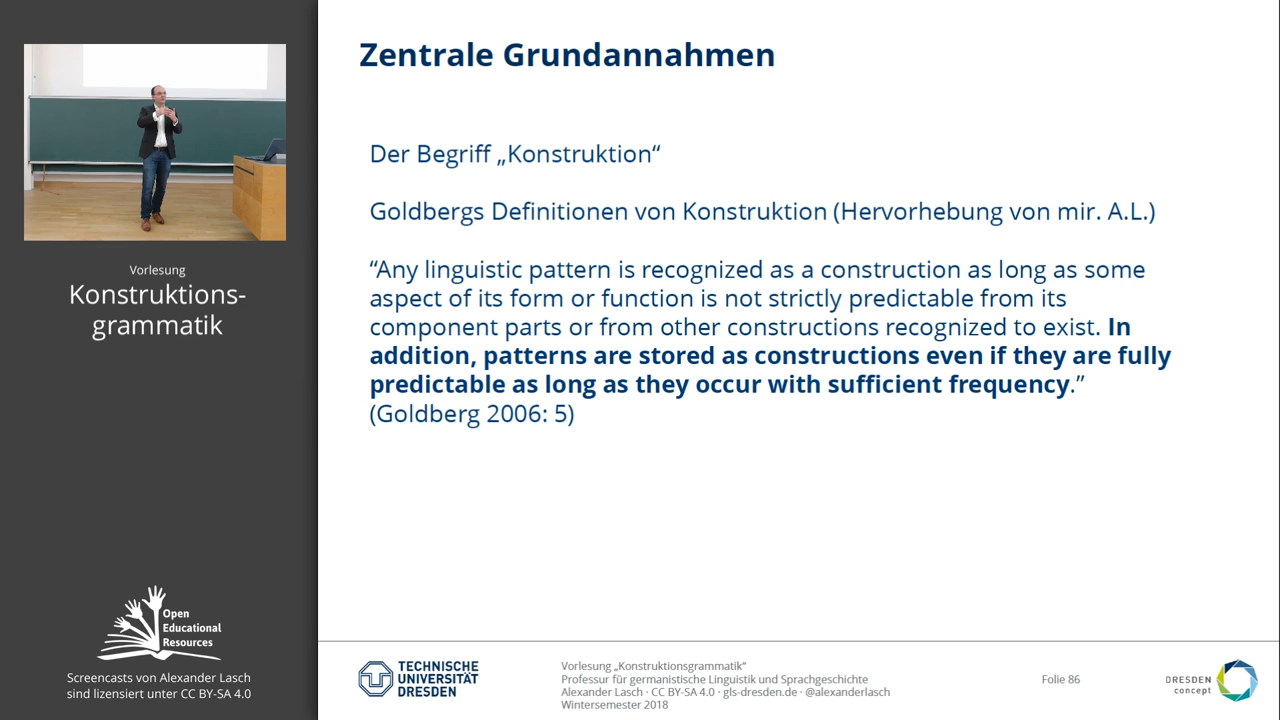 Zentrale Grundannahmen
Der Begriff „Konstruktion“
Goldbergs Definitionen von Konstruktion (Hervorhebung von mir. A.L.)
“Any linguistic pattern is recognized as a construction as long as some
aspect of its form or function is not strictly predictable from its
component parts or from other constructions recognized to exist. In
addition, patterns are stored as constructions even if they are fully
predictable as long as they occur with sufficient frequency.”
(Goldberg 2006: 5)
Vorlesung
Konstruktions-
grammatik
Open
Educational
Resources
Screencasts von Alexander Lasch
sind lizensiert unter CC BY-SA 4.0
TECHNISCHE
UNIVERSITÄT
DRESDEN
Vorlesung „Konstruktionsgrammatik“
Professur für germanistische Linguistik und Sprachgeschichte
Alexander Lasch · CC BY-SA 4.0 · gls-dresden.de · @alexanderlasch
Wintersemester 2018
Folie 86
DRESDEN
concept